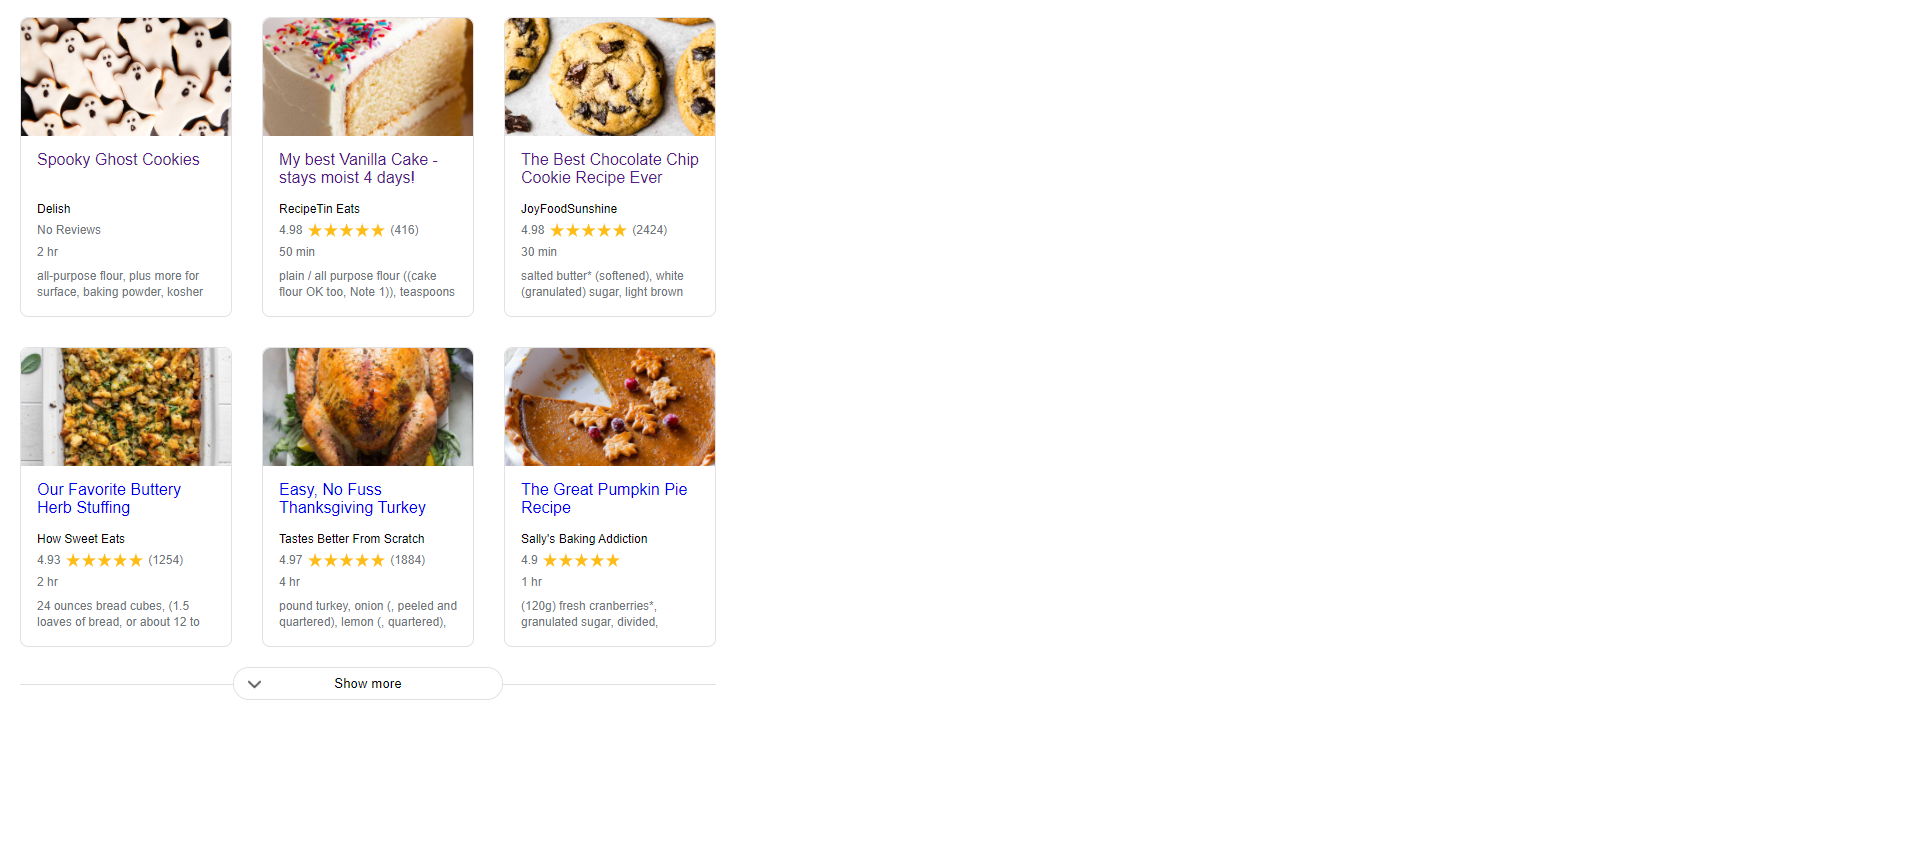 Spooky Ghost Cookies
Delish
No Reviews
2 hr
all-purpose flour, plus more for
surface, baking powder, kosher
My best Vanilla Cake -
stays moist 4 days!
RecipeTin Eats
4.98 ★★★★★ (416)
50 min
plain / all purpose flour ((cake
flour OK too, Note 1)), teaspoons
The Best Chocolate Chip
Cookie Recipe Ever
JoyFoodSunshine
4.98 ★★★★★ (2424)
30 min
salted butter* (softened), white
(granulated) sugar, light brown
Our Favorite Buttery
Herb Stuffing
How Sweet Eats
4.93 ★★★★★ (1254)
2 hr
24 ounces bread cubes, (1.5
loaves of bread, or about 12 to
Easy, No Fuss
Thanksgiving Turkey
Tastes Better From Scratch
4.97 ★★★★★ (1884)
4 hr
pound turkey, onion (, peeled and
quartered), lemon (, quartered),
The Great Pumpkin Pie
Recipe
Sally's Baking Addiction
4.9 ★★★★★
1 hr
(120g) fresh cranberries*,
granulated sugar, divided,
Show more